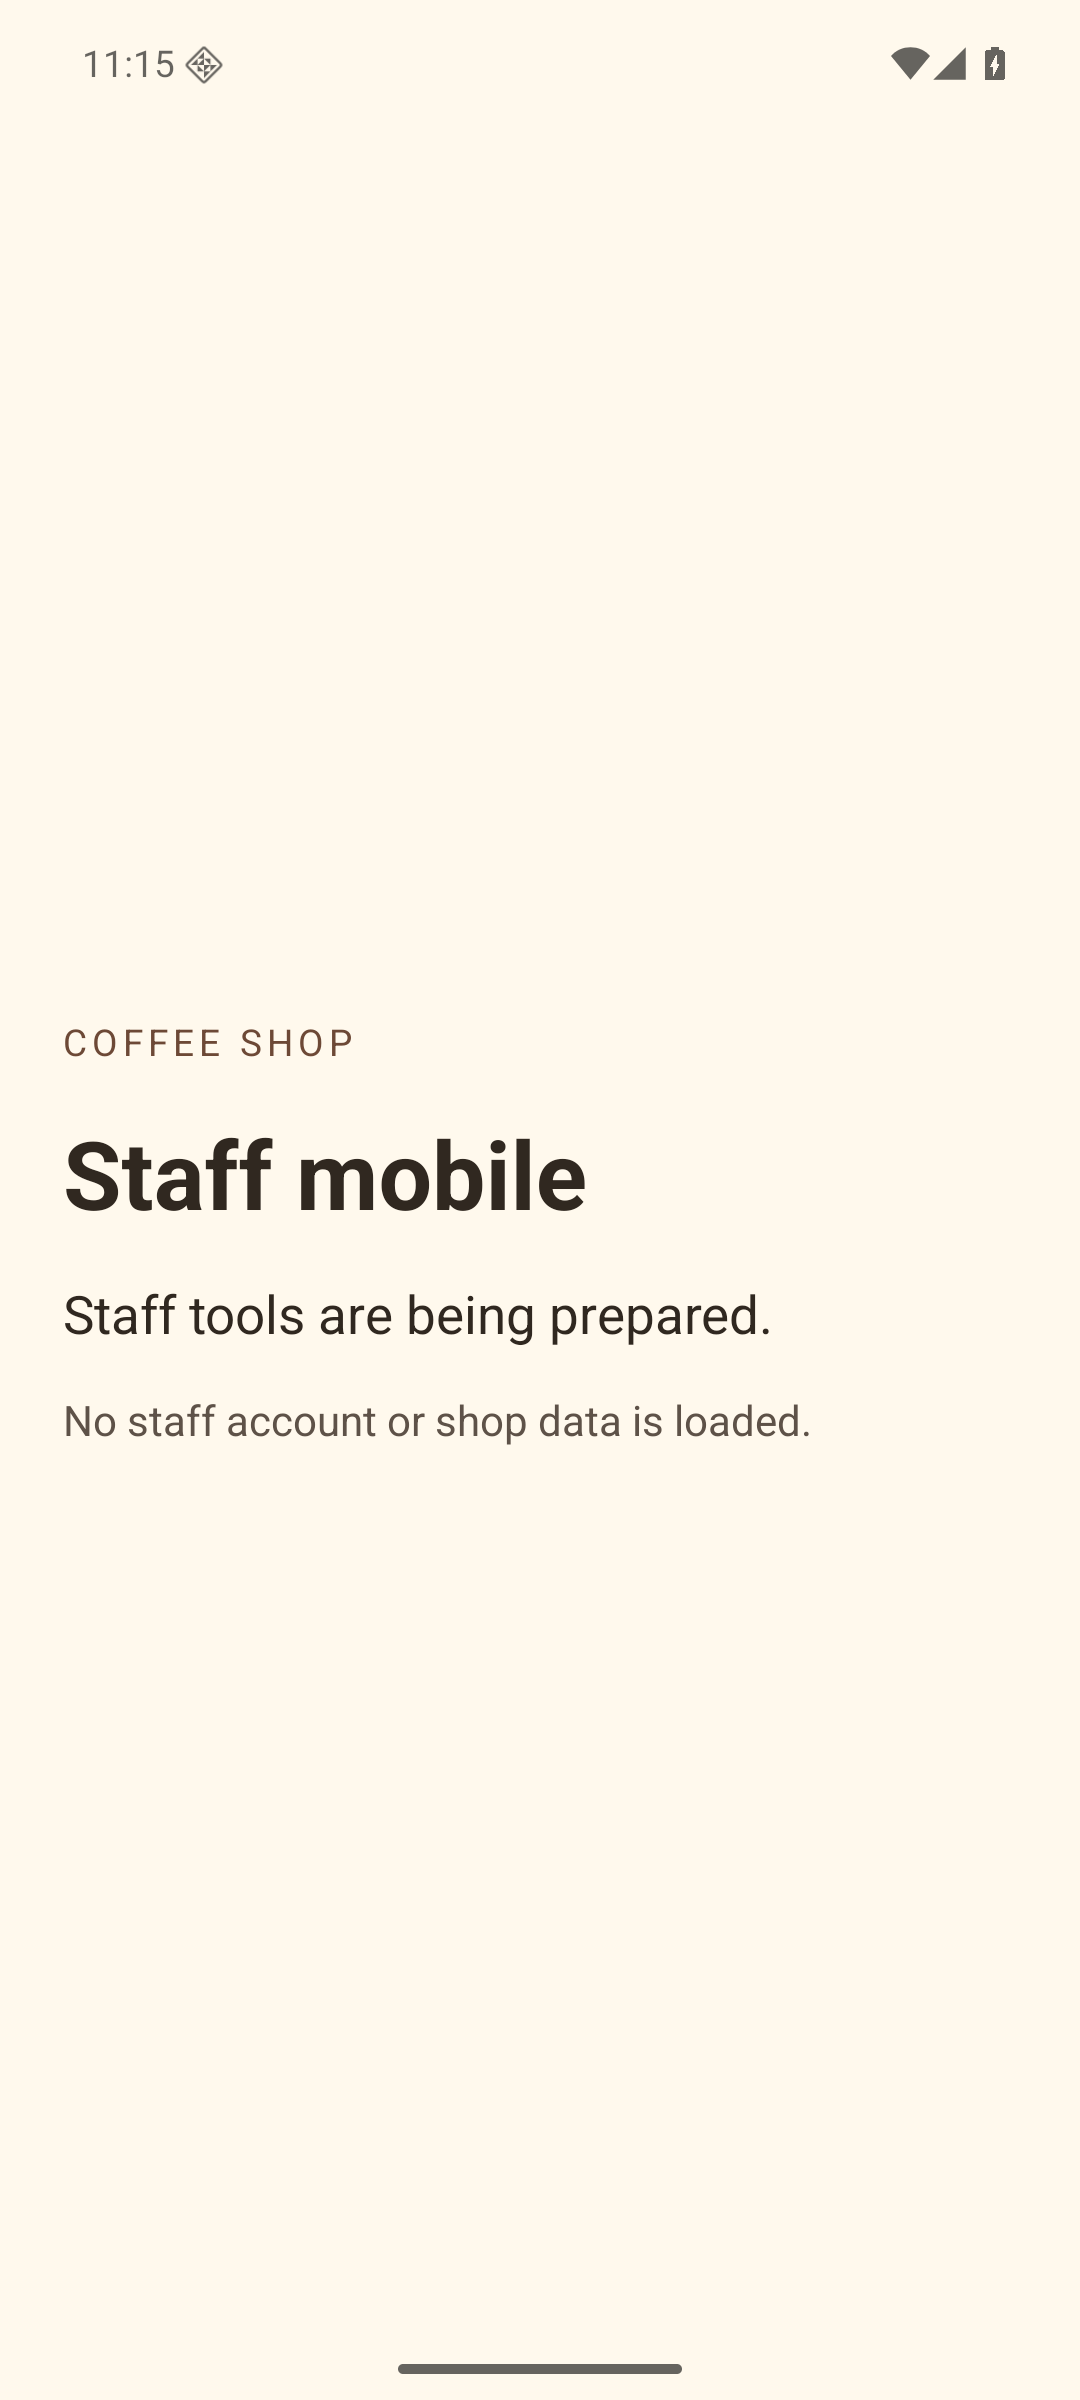 11:15
COFFEE SHOP
Staff mobile
Staff tools are being prepared.
No staff account or shop data is loaded.